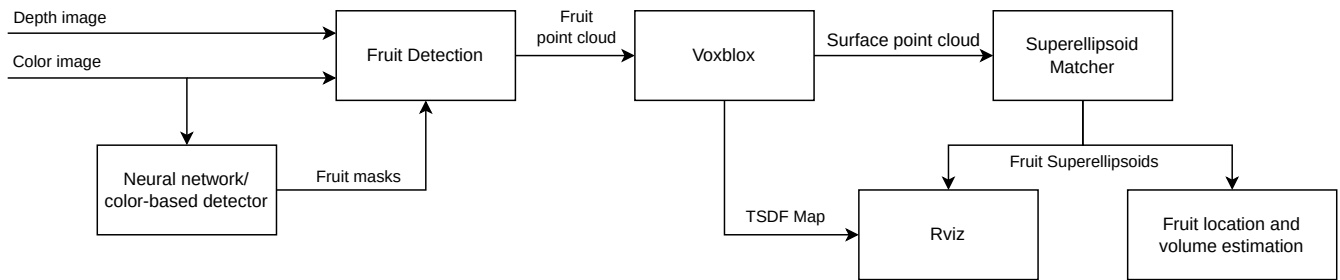 Depth image
Color image
Fruit Detection
Fruit
point cloud
Voxblox
Surface point cloud
Superellipsoid
Matcher
Neural network/
color-based detector
Fruit masks
Fruit Superellipsoids
TSDF Map
Rviz
Fruit location and
volume estimation